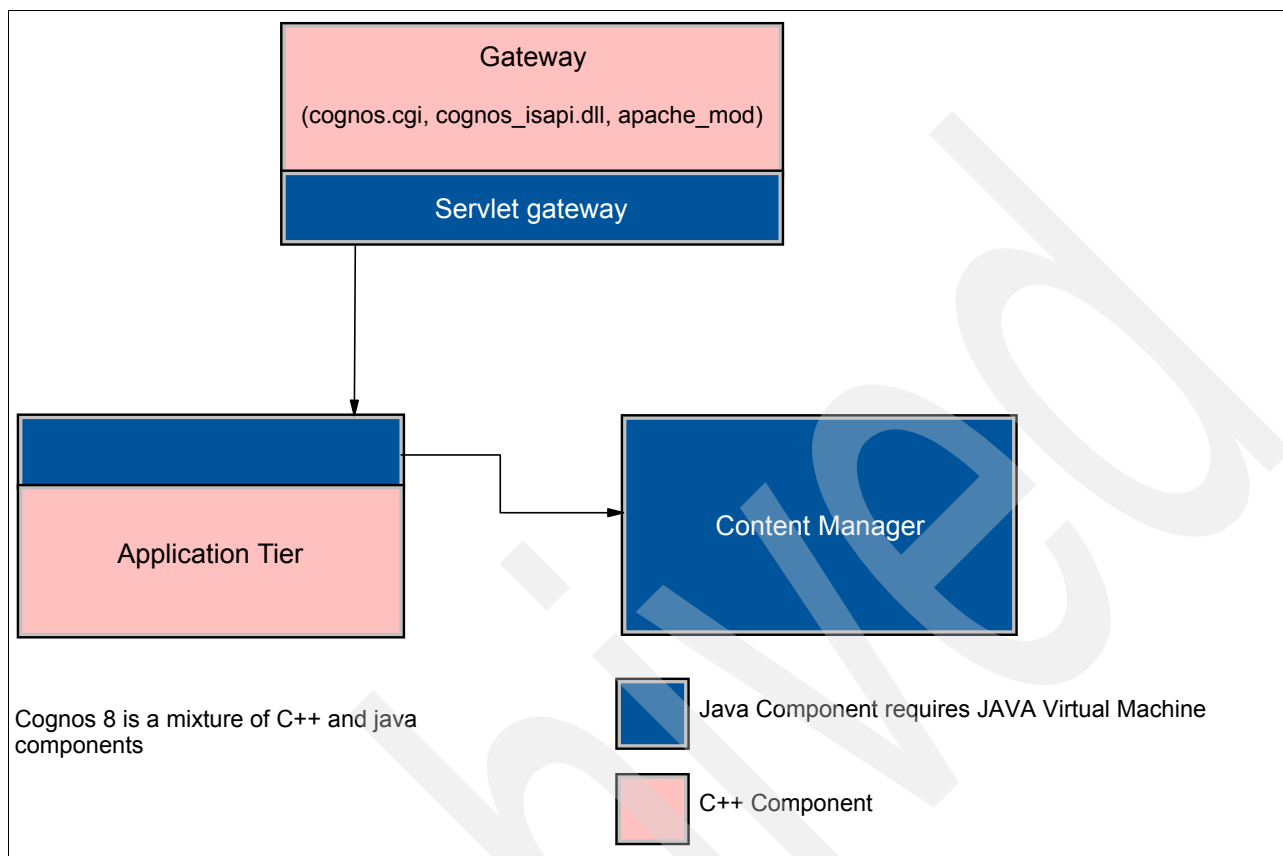 Gateway
(cognos.cgi, cognos_isapi.dll, apache_mod)
Servlet gateway
Application Tier
Content Manager
Cognos 8 is a mixture of C++ and java
components
Java Component requires JAVA Virtual Machine
C++ Component
hived